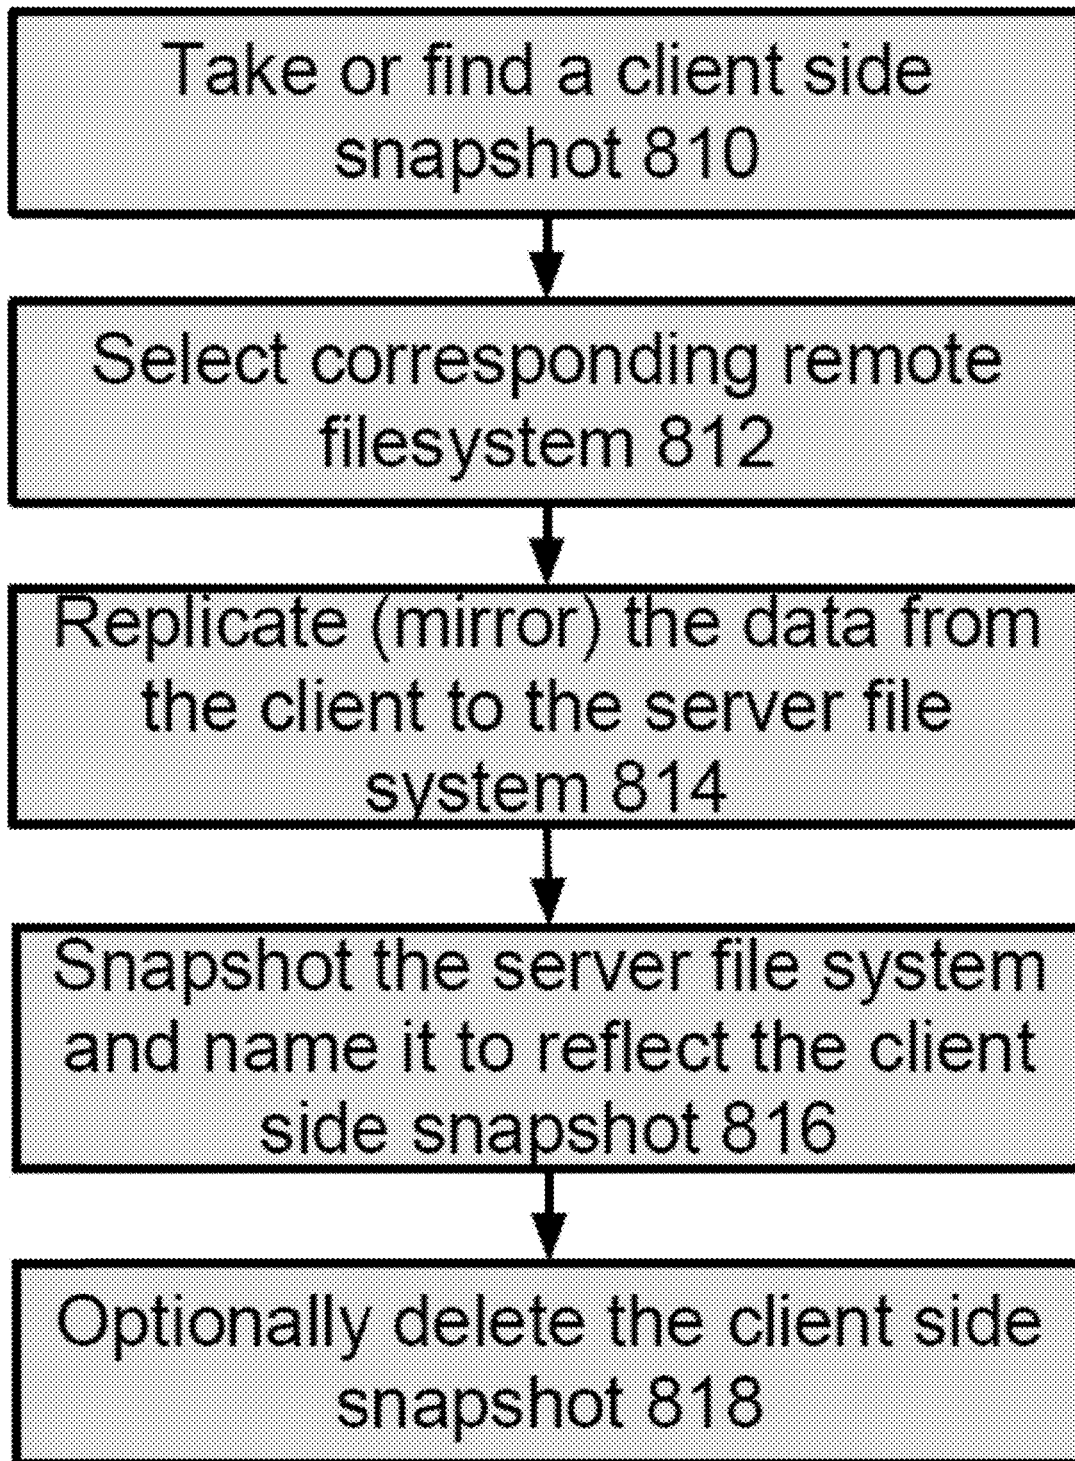 Take or find a client side
snapshot 810
Select corresponding remote
filesystem 812
Replicate (mirror) the data from
the client to the server file
system 814
Snapshot the server file system
and name it to reflect the client
side snapshot 816
Optionally delete the client side
snapshot 818